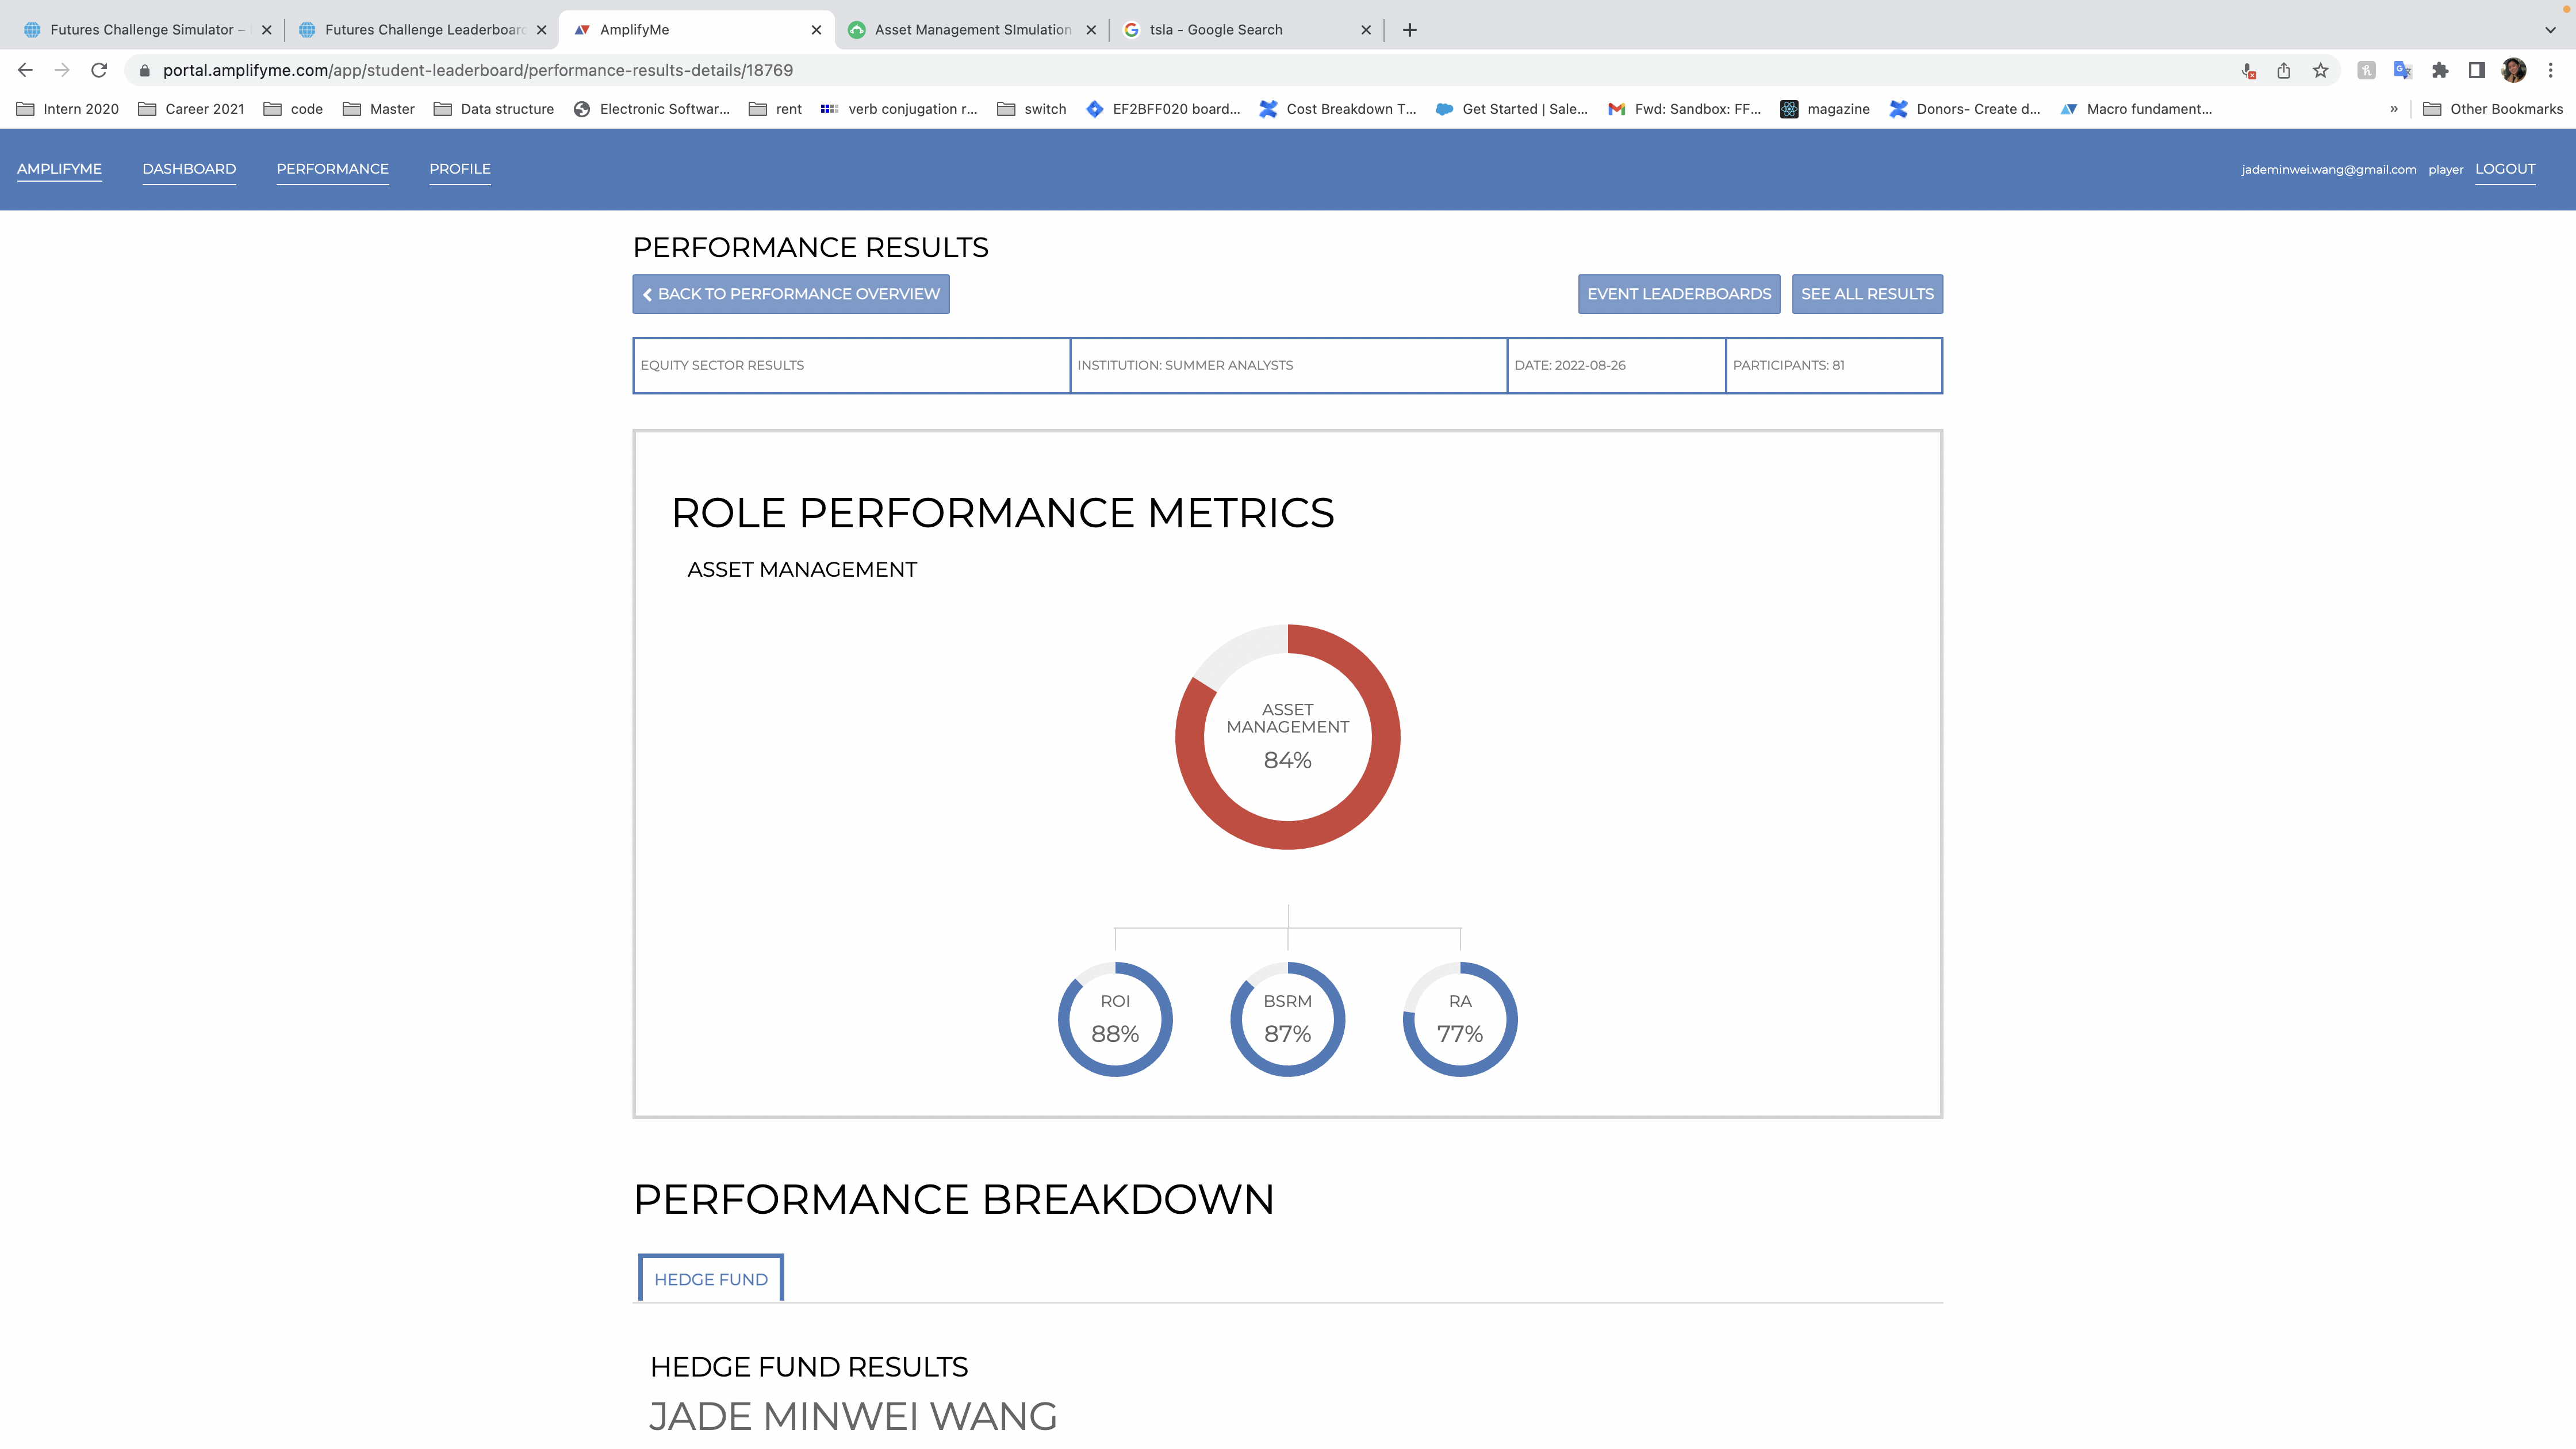 Futures Challenge Simulator –
Futures Challenge Leaderboard
AmplifyMe
Asset Management SImulation
tsla - Google Search
portal.amplifyme.com/app/student-leaderboard/performance-results-details/18769
Intern 2020
Career 2021
code
Master
Data structure
Electronic Softwar...
rent
verb conjugation r...
switch
EF2BFF020 board...
Cost Breakdown T...
Get Started | Sale...
Fwd: Sandbox: FF...
magazine
Donors- Create d...
Macro fundament...
»
Other Bookmarks
AMPLIFYME
DASHBOARD
PERFORMANCE
PROFILE
jademinwei.wang@gmail.com
player
LOGOUT
PERFORMANCE RESULTS
BACK TO PERFORMANCE OVERVIEW
EVENT LEADERBOARDS
SEE ALL RESULTS
EQUITY SECTOR RESULTS
INSTITUTION: SUMMER ANALYSTS
DATE: 2022-08-26
PARTICIPANTS: 81
ROLE PERFORMANCE METRICS
ASSET MANAGEMENT
ASSET
MANAGEMENT
84%
ROI
88%
BSRM
87%
RA
77%
PERFORMANCE BREAKDOWN
HEDGE FUND
HEDGE FUND RESULTS
JADE MINWEI WANG